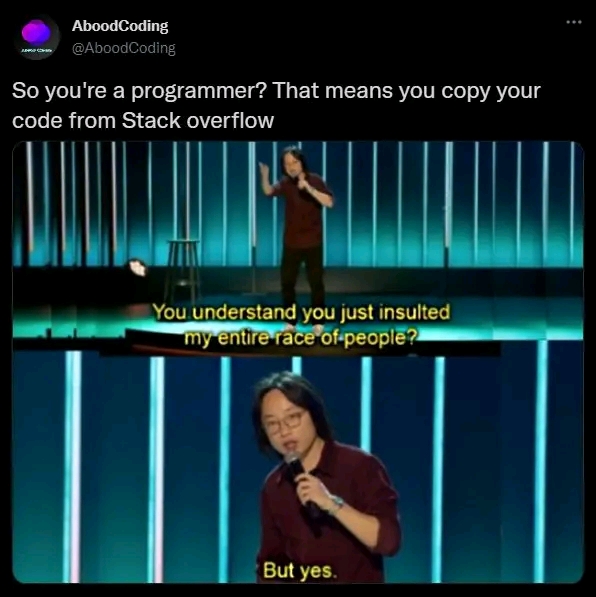 AboodCoding
@AboodCoding
So you're a programmer? That means you copy your
code from Stack overflow
You understand you just insulted
my entire race of people?
But yes.